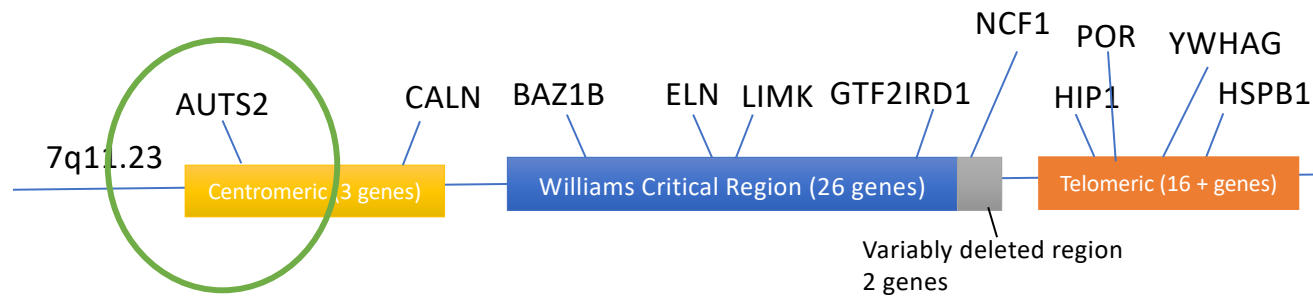 NCF1
POR
YWHAG
AUTS2
CALN
BAZ1B
ELN
LIMK
GTF2IRD1
HIP1
HSPB1
7q11.23
Centromeric (3 genes)
Williams Critical Region (26 genes)
Telomeric (16 + genes)
Variably deleted region
2 genes